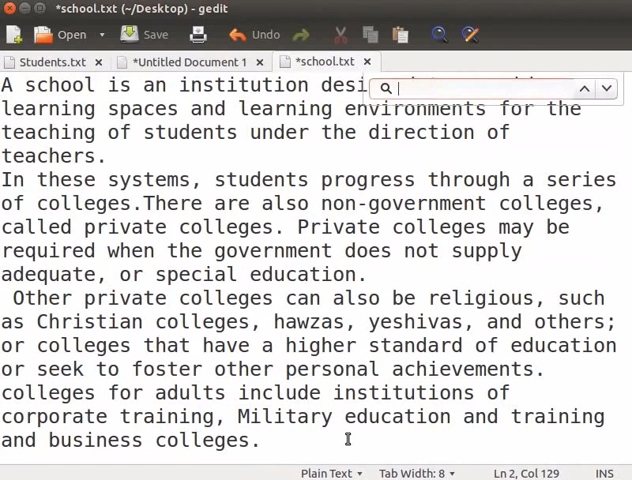 *school.txt (~/Desktop) - gedit
Open Save Undo
Students.txt *Untitled Document 1 *school.txt
A school is an institution desi
learning spaces and learning environments for the
teaching of students under the direction of
teachers.
In these systems, students progress through a series
of colleges.There are also non-government colleges,
called private colleges. Private colleges may be
required when the government does not supply
adequate, or special education.
Other private colleges can also be religious, such
as Christian colleges, hawzas, yeshivas, and others;
or colleges that have a higher standard of education
or seek to foster other personal achievements.
colleges for adults include institutions of
corporate training, Military education and training
and business colleges.
Plain Text Tab Width: 8 Ln 2, Col 129 INS